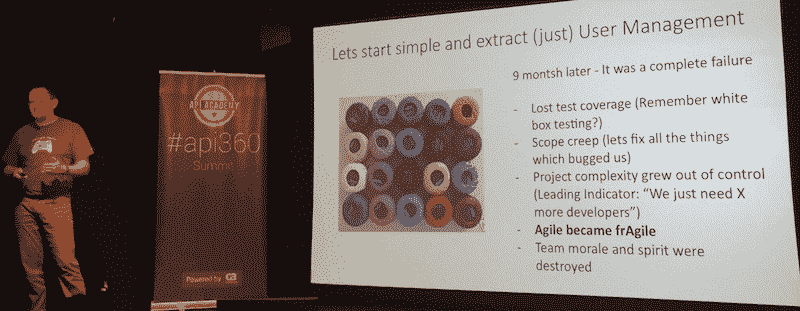 API ACADEMY
#api360
Summit
Powered by ca
Lets start simple and extract (just) User Management
9 montsh later - It was a complete failure
- Lost test coverage (Remember white
box testing?)
- Scope creep (lets fix all the things
which bugged us)
- Project complexity grew out of control
(Leading Indicator: “We just need X
more developers”)
- Agile became frAgile
- Team morale and spirit were
destroyed